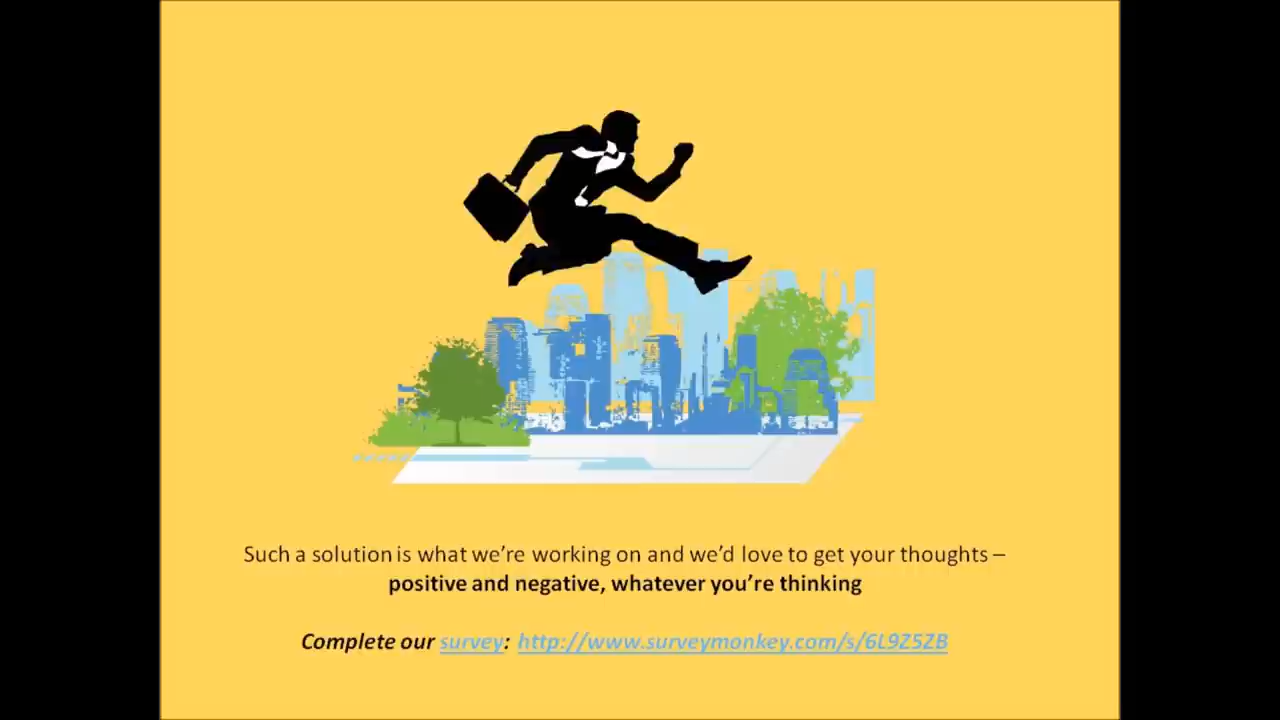 Such a solution is what we’re working on and we’d love to get your thoughts –
positive and negative, whatever you’re thinking
Complete our survey: http://www.surveymonkey.com/s/6L9Z5ZB